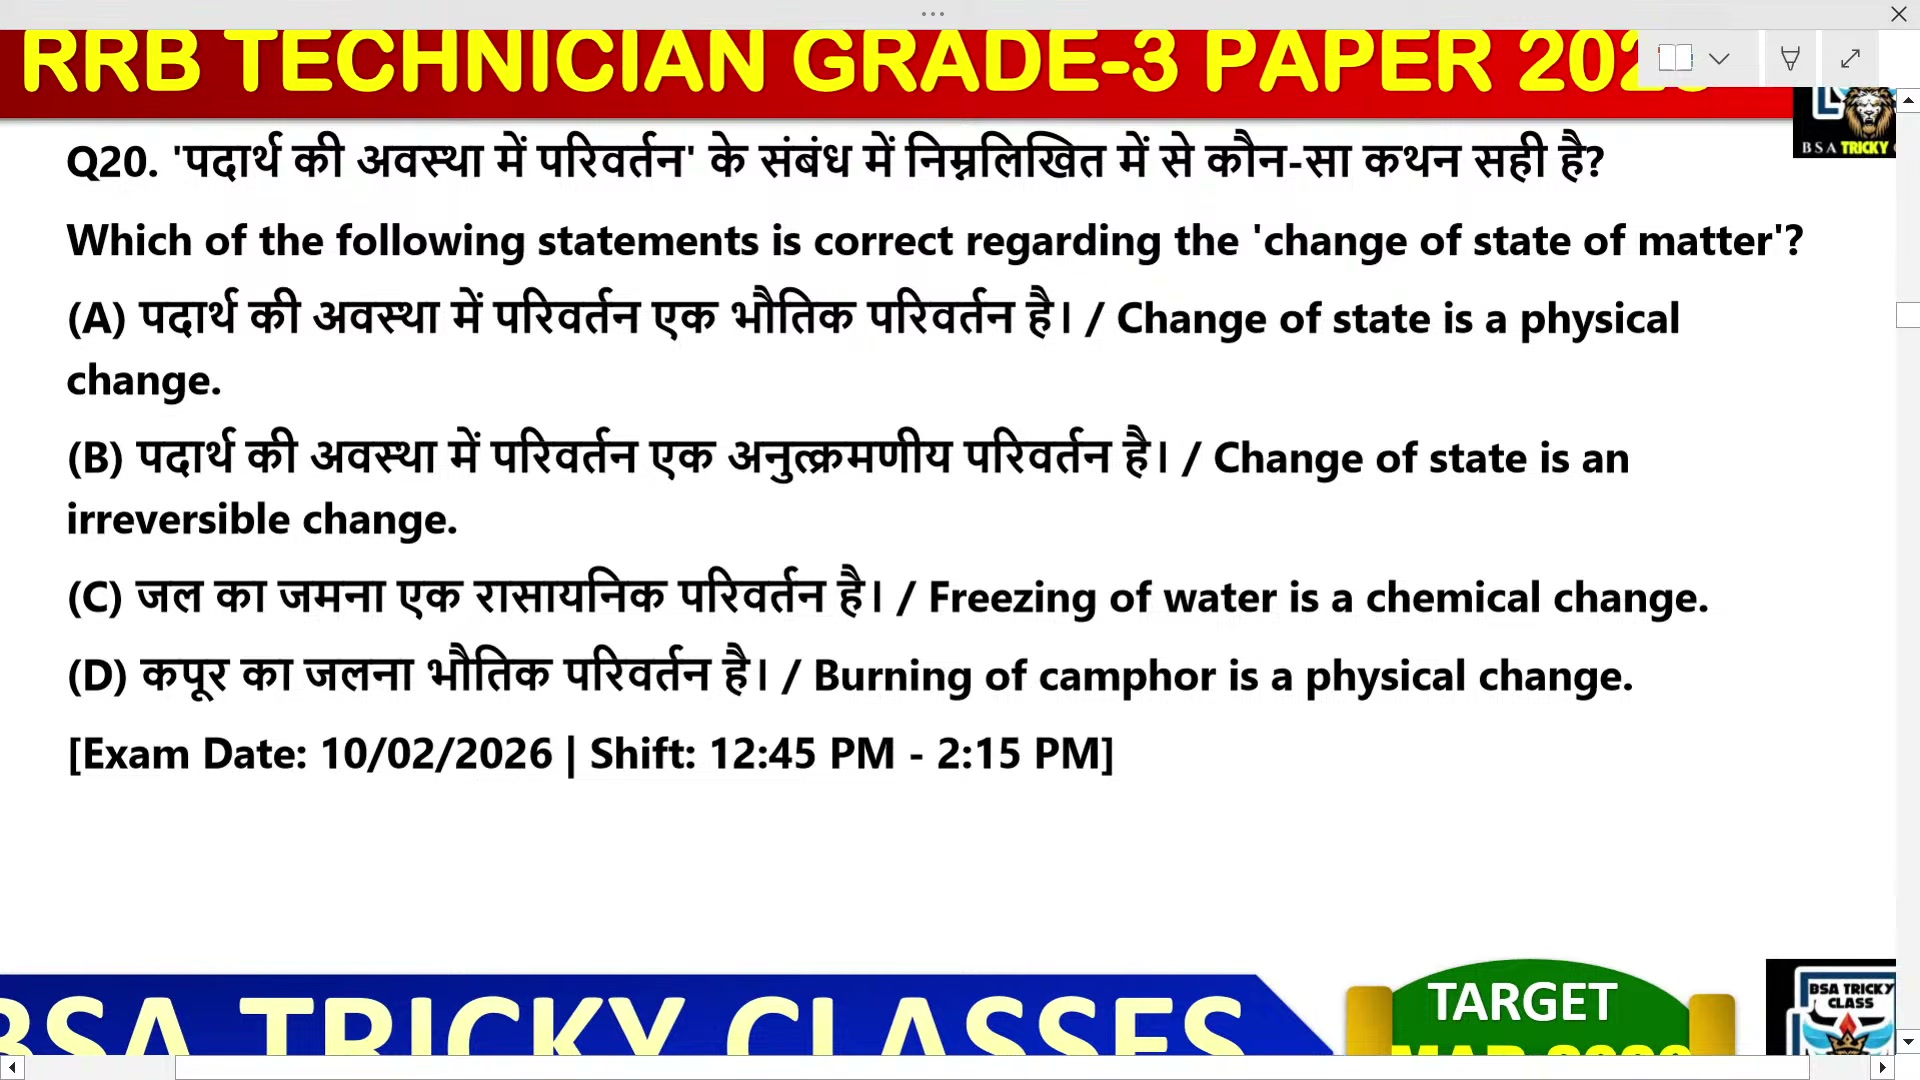 RRB TECHNICIAN GRADE-3 PAPER
BSA TRICKY
Q20. 'पदार्थ की अवस्था में परिवर्तन' के संबंध में निम्नलिखित में से कौन-सा कथन सही है?
Which of the following statements is correct regarding the 'change of state of matter'?
(A) पदार्थ की अवस्था में परिवर्तन एक भौतिक परिवर्तन है। / Change of state is a physical
change.
(B) पदार्थ की अवस्था में परिवर्तन एक अनुत्क्रमणीय परिवर्तन है। / Change of state is an
irreversible change.
(C) जल का जमना एक रासायनिक परिवर्तन है। / Freezing of water is a chemical change.
(D) कपूर का जलना भौतिक परिवर्तन है। / Burning of camphor is a physical change.
[Exam Date: 10/02/2026 | Shift: 12:45 PM - 2:15 PM]
BSA TRICKY CLASSES
TARGET
BSA TRICKY
CLASS